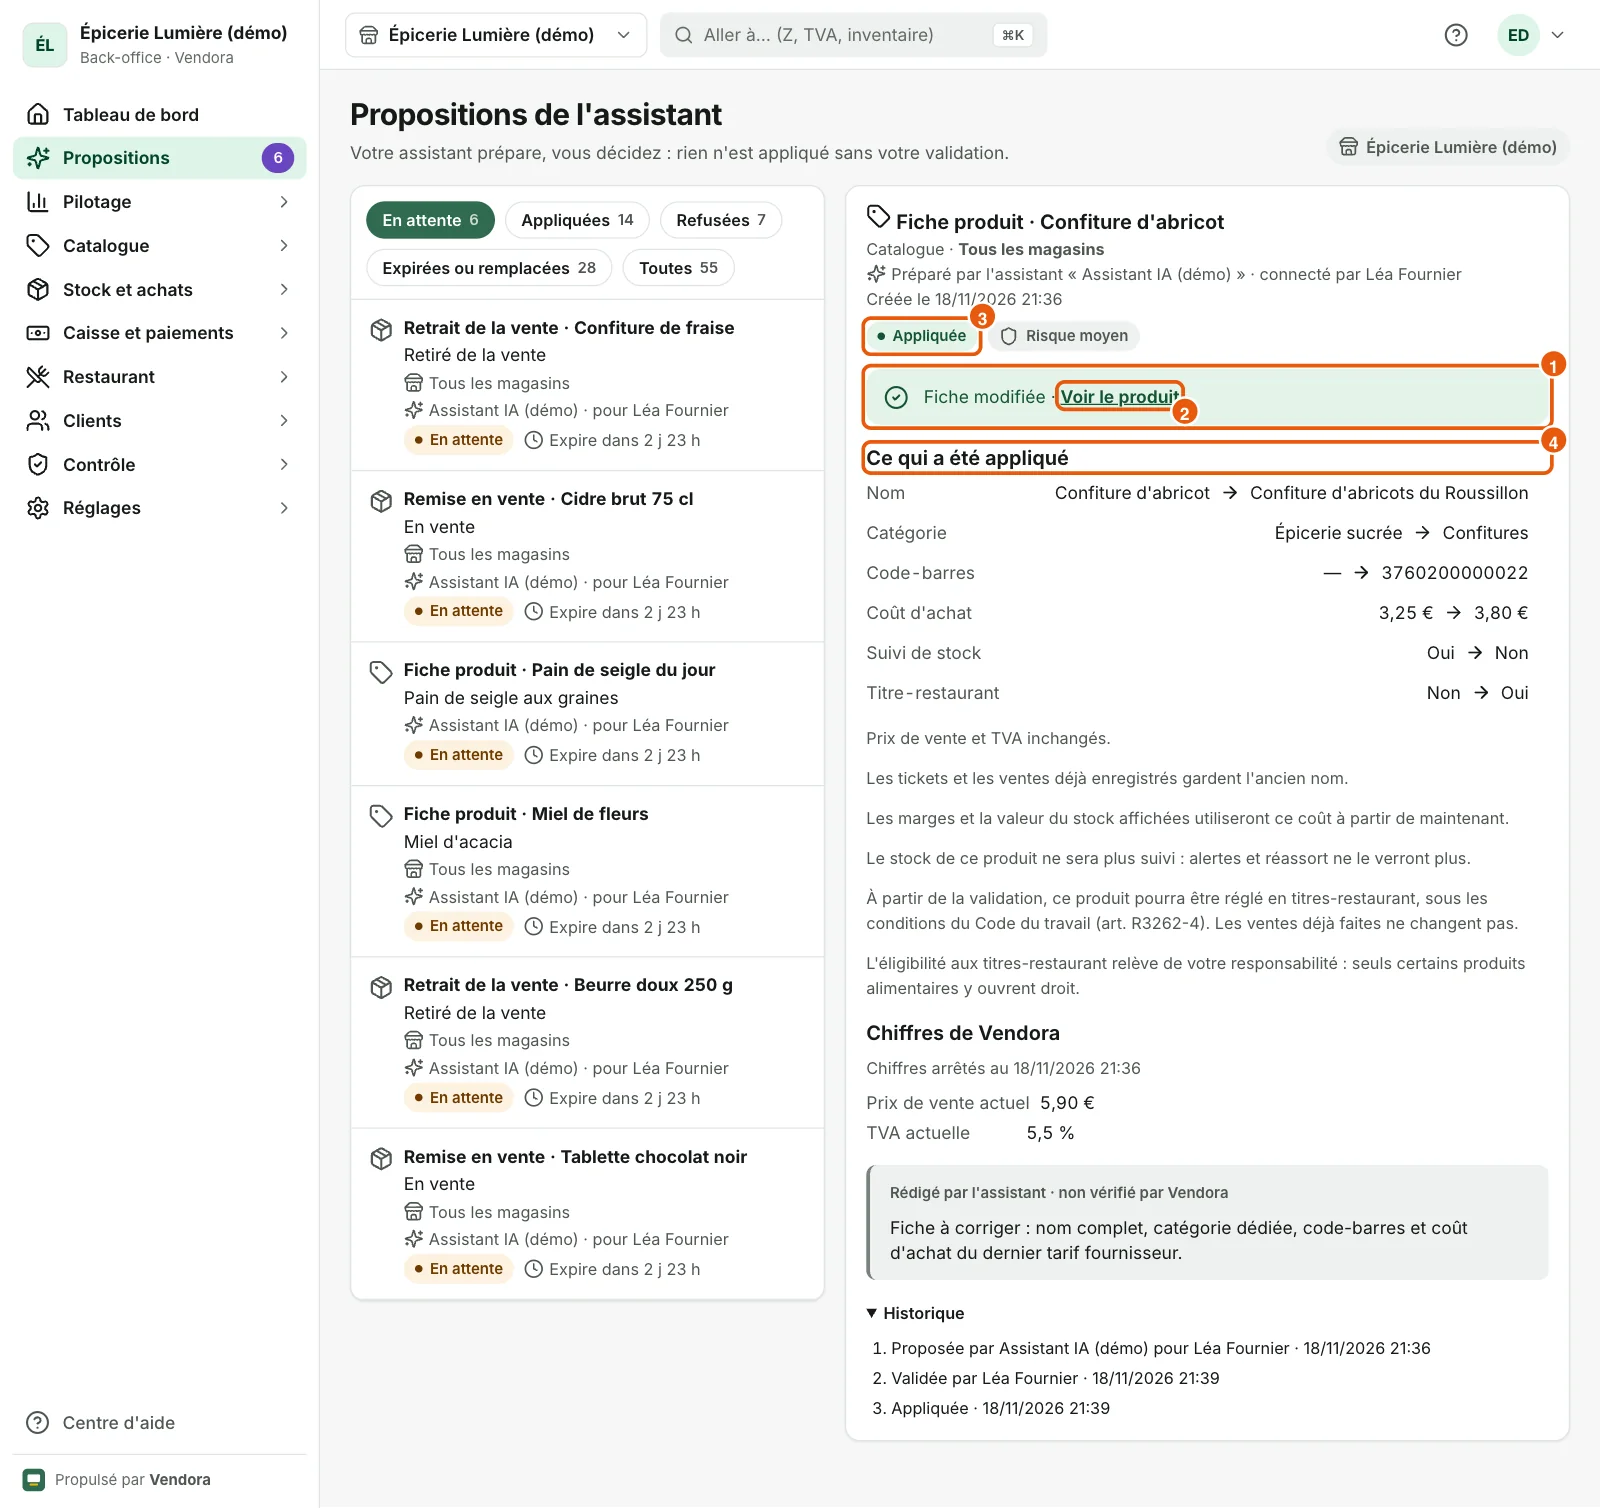 ÉL
Épicerie Lumière (démo)
Back-office · Vendora
Tableau de bord
Propositions 6
Pilotage
Catalogue
Stock et achats
Caisse et paiements
Restaurant
Clients
Contrôle
Réglages
Centre d'aide
Propulsé par Vendora
Épicerie Lumière (démo)
Aller à... (Z, TVA, inventaire) ⌘K
ED
Propositions de l'assistant
Votre assistant prépare, vous décidez : rien n'est appliqué sans votre validation.
Épicerie Lumière (démo)
En attente 6
Appliquées 14
Refusées 7
Expirées ou remplacées 28
Toutes 55
Retrait de la vente · Confiture de fraise
Retiré de la vente
Tous les magasins
Assistant IA (démo) · pour Léa Fournier
En attente Expire dans 2 j 23 h
Remise en vente · Cidre brut 75 cl
En vente
Tous les magasins
Assistant IA (démo) · pour Léa Fournier
En attente Expire dans 2 j 23 h
Fiche produit · Pain de seigle du jour
Pain de seigle aux graines
Assistant IA (démo) · pour Léa Fournier
En attente Expire dans 2 j 23 h
Fiche produit · Miel de fleurs
Miel d'acacia
Tous les magasins
Assistant IA (démo) · pour Léa Fournier
En attente Expire dans 2 j 23 h
Retrait de la vente · Beurre doux 250 g
Retiré de la vente
Tous les magasins
Assistant IA (démo) · pour Léa Fournier
En attente Expire dans 2 j 23 h
Remise en vente · Tablette chocolat noir
En vente
Tous les magasins
Assistant IA (démo) · pour Léa Fournier
En attente Expire dans 2 j 23 h
Fiche produit · Confiture d'abricot
Catalogue · Tous les magasins
Préparé par l'assistant « Assistant IA (démo) » · connecté par Léa Fournier
Créée le 18/11/2026 21:36
3
Appliquée Risque moyen
1
Fiche modifiée · Voir le produit
2
4
Ce qui a été appliqué
Nom Confiture d'abricot → Confiture d'abricots du Roussillon
Catégorie Épicerie sucrée → Confitures
Code-barres — → 3760200000022
Coût d'achat 3,25 € → 3,80 €
Suivi de stock Oui → Non
Titre-restaurant Non → Oui
Prix de vente et TVA inchangés.
Les tickets et les ventes déjà enregistrés gardent l'ancien nom.
Les marges et la valeur du stock affichées utiliseront ce coût à partir de maintenant.
Le stock de ce produit ne sera plus suivi : alertes et réassort ne le verront plus.
À partir de la validation, ce produit pourra être réglé en titres-restaurant, sous les
conditions du Code du travail (art. R3262-4). Les ventes déjà faites ne changent pas.
L'éligibilité aux titres-restaurant relève de votre responsabilité : seuls certains produits
alimentaires y ouvrent droit.
Chiffres de Vendora
Chiffres arrêtés au 18/11/2026 21:36
Prix de vente actuel 5,90 €
TVA actuelle 5,5 %
Rédigé par l'assistant · non vérifié par Vendora
Fiche à corriger : nom complet, catégorie dédiée, code-barres et coût
d'achat du dernier tarif fournisseur.
▼ Historique
1. Proposée par Assistant IA (démo) pour Léa Fournier · 18/11/2026 21:36
2. Validée par Léa Fournier · 18/11/2026 21:39
3. Appliquée · 18/11/2026 21:39